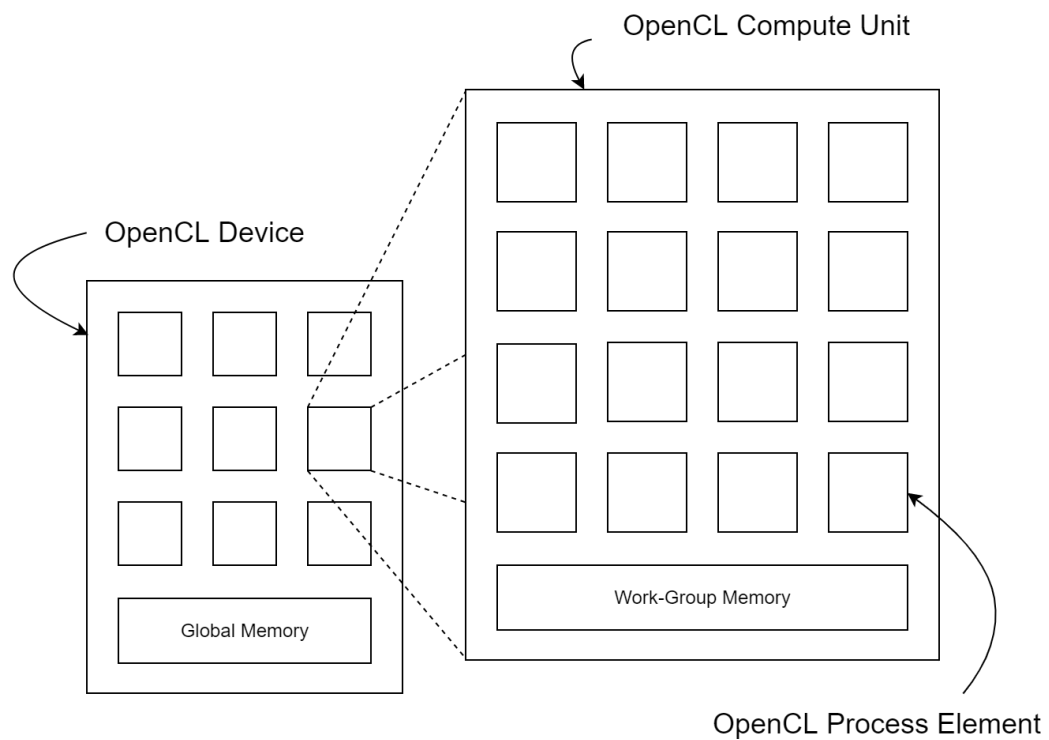 OpenCL Compute Unit
OpenCL Device
Global Memory
Work-Group Memory
OpenCL Process Element